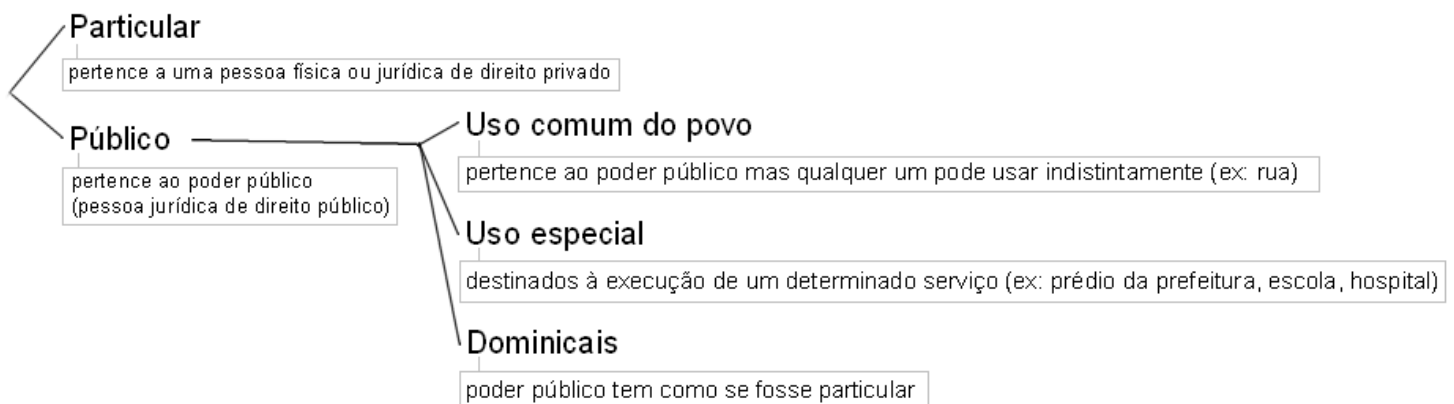 Particular
pertence a uma pessoa física ou jurídica de direito privado
Público
pertence ao poder público
(pessoa jurídica de direito público)
Uso comum do povo
pertence ao poder público mas qualquer um pode usar indistintamente (ex: rua)
Uso especial
destinados à execução de um determinado serviço (ex: prédio da prefeitura, escola, hospital)
Dominicais
poder público tem como se fosse particular